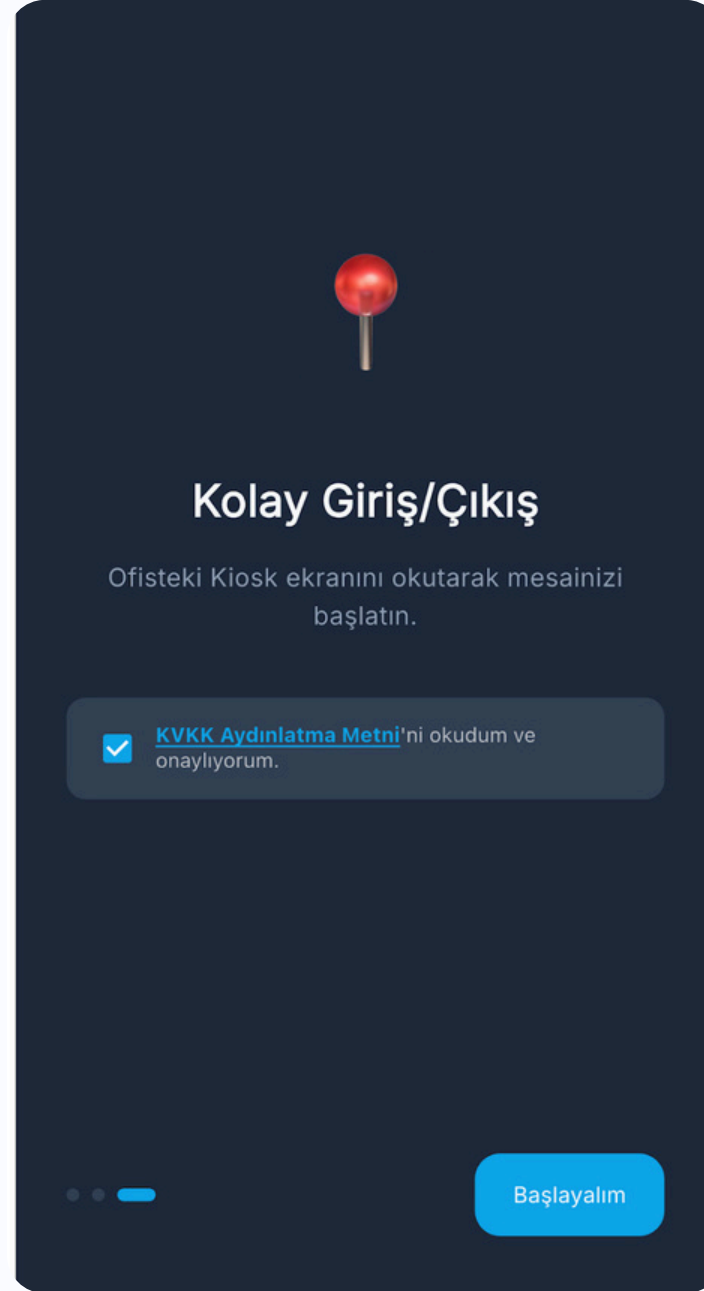 Kolay Giriş/Çıkış
Ofisteki Kiosk ekranını okutarak mesainizi
başlatın.
KVKK Aydınlatma Metni'ni okudum ve
onaylıyorum.
Başlayalım